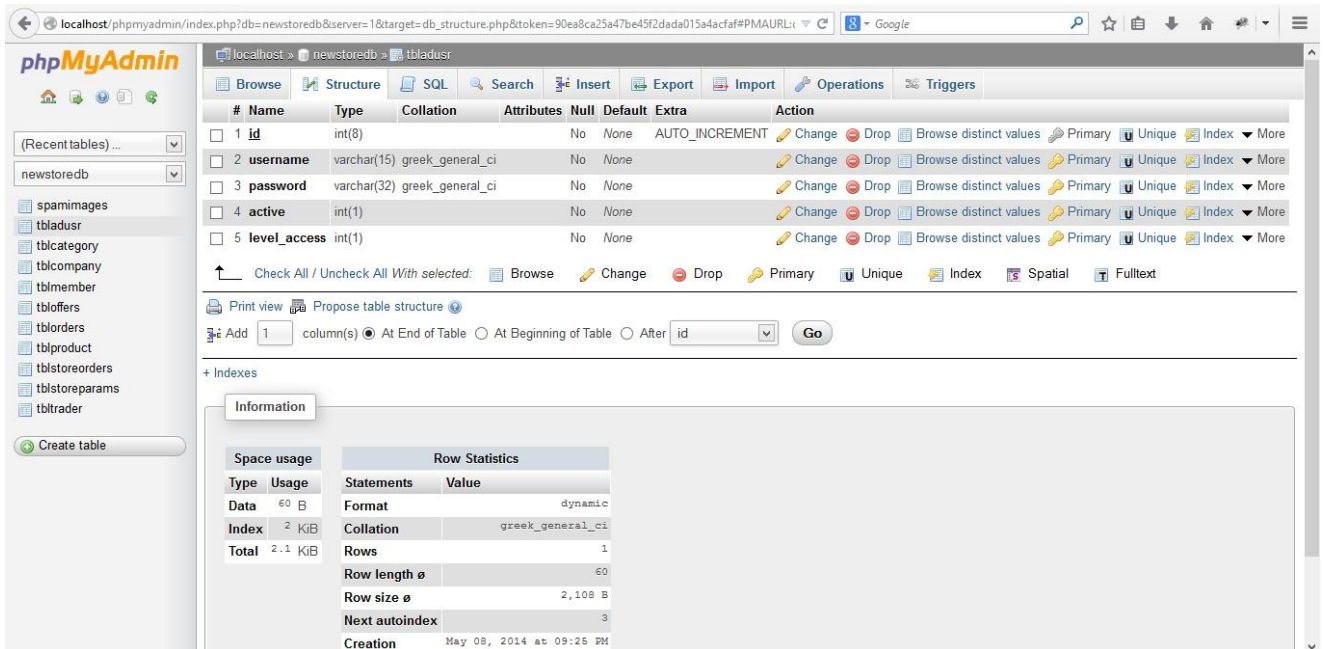 localhost/phpmyadmin/index.php?db=newstoredb&server=1&target=db_structure.php&token=90ea8ca25a47be45f2dada015a4acfaf#PMAURL:c
Google
phpMyAdmin
localhost » newstoredb » tbladusr
Browse Structure SQL Search Insert Export Import Operations Triggers
# Name Type Collation Attributes Null Default Extra Action
1 id int(8) No None AUTO_INCREMENT Change Drop Browse distinct values Primary Unique Index More
2 username varchar(15) greek_general_ci No None Change Drop Browse distinct values Primary Unique Index More
3 password varchar(32) greek_general_ci No None Change Drop Browse distinct values Primary Unique Index More
4 active int(1) No None Change Drop Browse distinct values Primary Unique Index More
5 level_access int(1) No None Change Drop Browse distinct values Primary Unique Index More
Check All / Uncheck All With selected: Browse Change Drop Primary Unique Index Spatial Fulltext
Print view Propose table structure
Add 1 column(s) At End of Table At Beginning of Table After id Go
+ Indexes
Information
Space usage
Type Usage
Data 60 B
Index 2 KiB
Total 2.1 KiB
Row Statistics
Statements Value
Format dynamic
Collation greek_general_ci
Rows 1
Row length ø 60
Row size ø 2,108 B
Next autoindex 3
Creation May 08, 2014 at 09:25 PM
(Recent tables) ...
newstoredb
spamimages
tbladusr
tblcategory
tblcompany
tblmember
tbloffers
tblorders
tblproduct
tblstoreorders
tblstoreparams
tbltrader
Create table